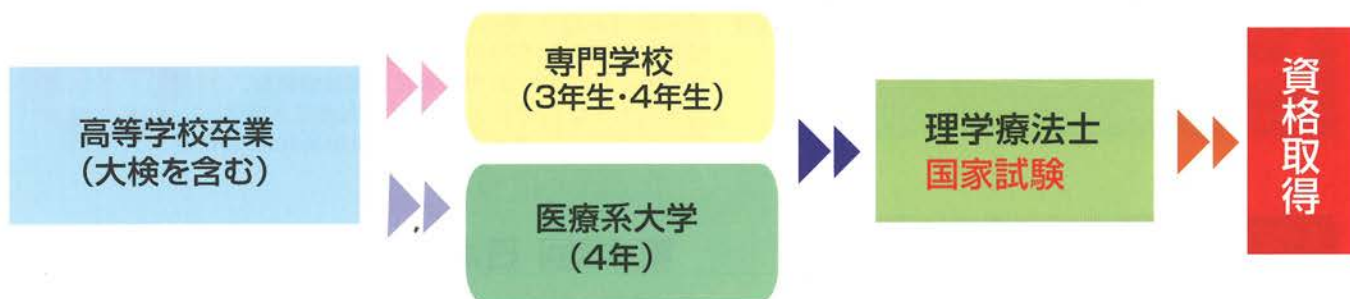 高等学校卒業
(大検を含む)
専門学校
(3年生・4年生)
医療系大学
(4年)
理学療法士
国家試験
資格取得